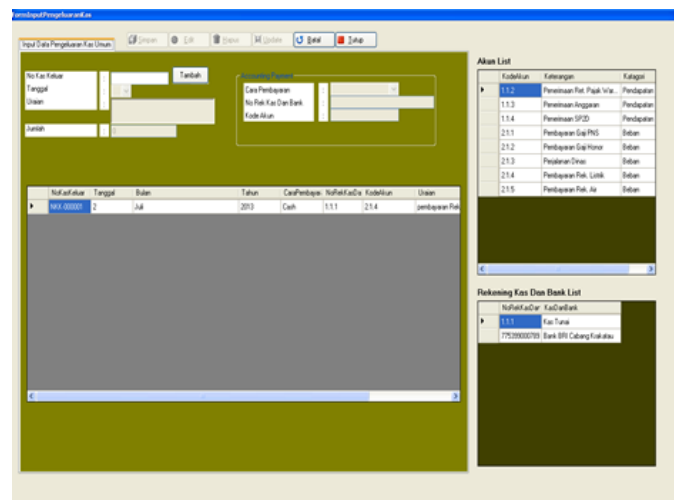 FormInputPengeluaranKas
Input Data Pengeluaran Kas Umum
Simpan Edit Hapus Update Batal Tutup
No Kas Keluar : Tambah
Tanggal :
Uraian
Jumlah : 0
Accounting Payment
Cara Pembayaran :
No Rek Kas Dan Bank :
Kode Akun :
NoKasKeluar Tanggal Bulan Tahun CaraPembayar NoRekKasDa KodeAkun Uraian
NKK-000001 2 Juli 2013 Cash 1.1.1 2.1.4 pembayaran Rek
Akun List
KodeAkun Keterangan Kategori
1.1.2 Penerimaan Ret. Pajak War... Pendapatan
1.1.3 Penerimaan Anggaran Pendapatan
1.1.4 Penerimaan SP2D Pendapatan
2.1.1 Pembayaran Gaji PNS Beban
2.1.2 Pembayaran Gaji Honor Beban
2.1.3 Perjalanan Dinas Beban
2.1.4 Pembayaran Rek. Listrik Beban
2.1.5 Pembayaran Rek. Air Beban
Rekening Kas Dan Bank List
NoRekKasDar KasDanBank
1.1.1 Kas Tunai
775399000789 Bank BRI Cabang Krakatau